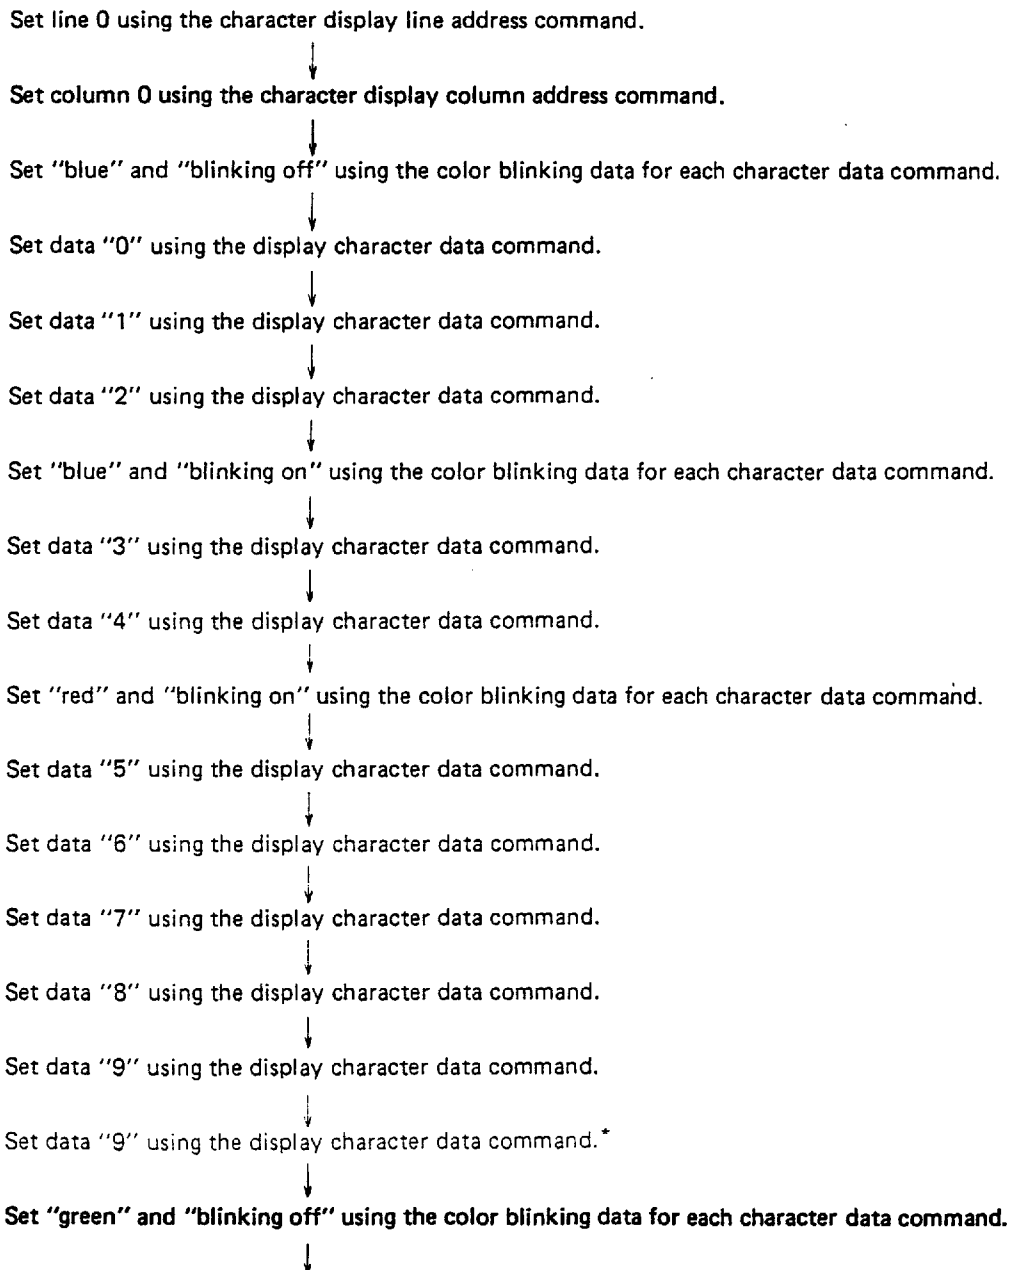 Set line 0 using the character display line address command.
Set column 0 using the character display column address command.
Set "blue" and "blinking off" using the color blinking data for each character data command.
Set data "0" using the display character data command.
Set data "1" using the display character data command.
Set data "2" using the display character data command.
Set "blue" and "blinking on" using the color blinking data for each character data command.
Set data "3" using the display character data command.
Set data "4" using the display character data command.
Set "red" and "blinking on" using the color blinking data for each character data command.
Set data "5" using the display character data command.
Set data "6" using the display character data command.
Set data "7" using the display character data command.
Set data "8" using the display character data command.
Set data "9" using the display character data command.
Set data "9" using the display character data command.*
Set "green" and "blinking off" using the color blinking data for each character data command.